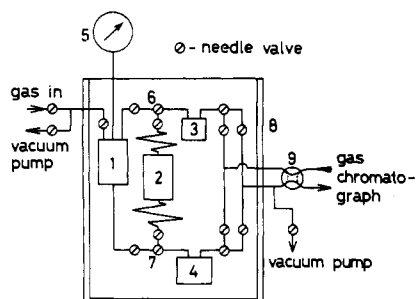 5
⊘ - needle valve
gas in
6
3
8
vacuum
pump
1
2
9
gas
chromato-
graph
7
4
vacuum pump